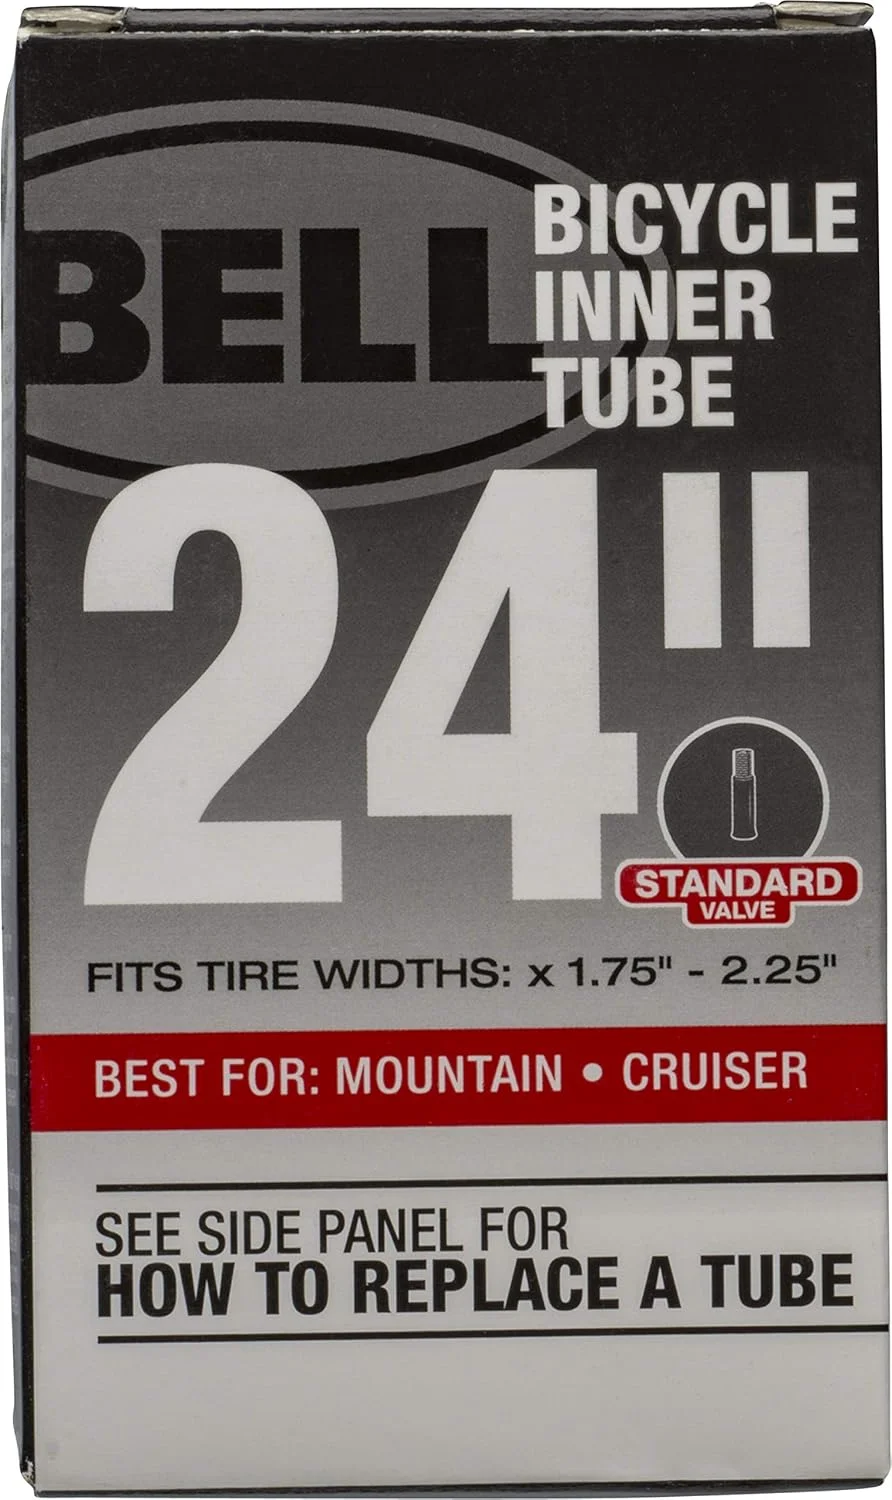 BELL
BICYCLE
INNER
TUBE
24"
STANDARD
VALVE
FITS TIRE WIDTHS: x 1.75" - 2.25"
BEST FOR: MOUNTAIN • CRUISER
SEE SIDE PANEL FOR
HOW TO REPLACE A TUBE